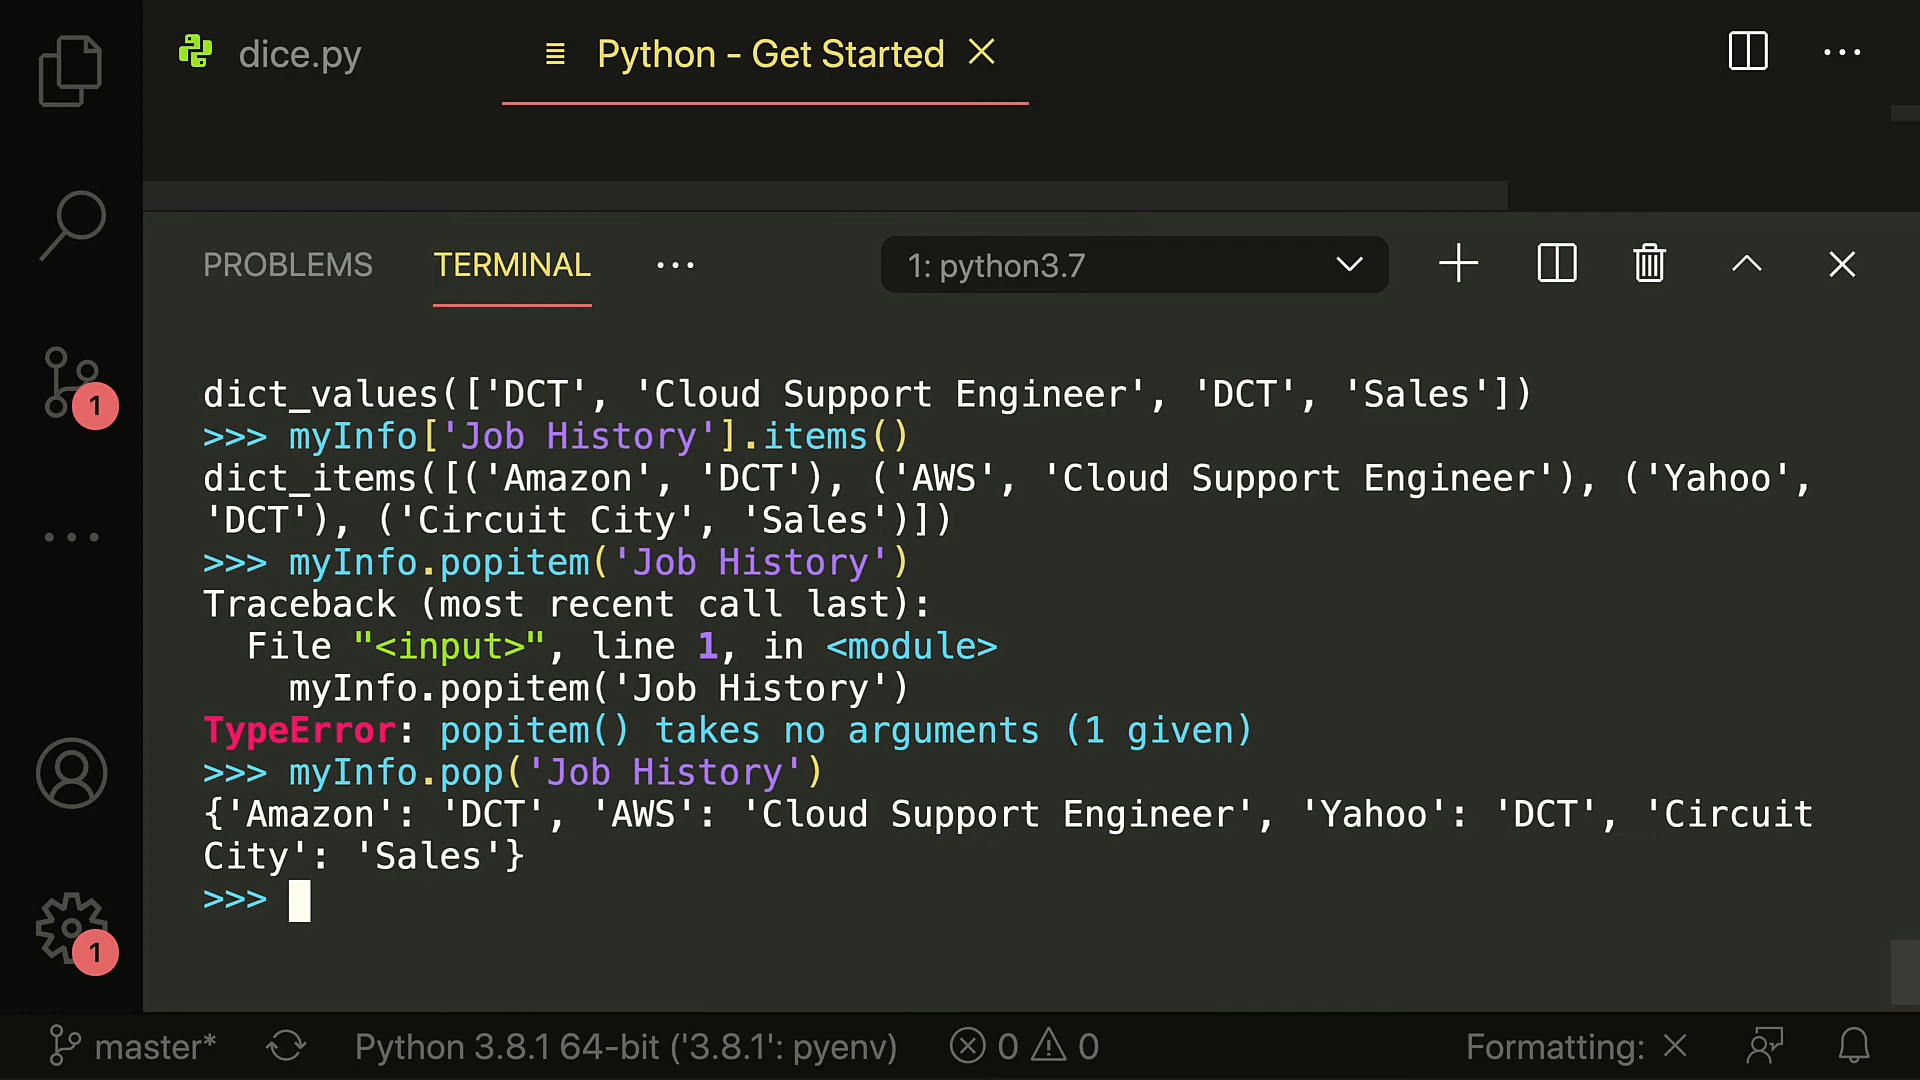 dice.py
Python - Get Started
PROBLEMS TERMINAL ··· 1: python3.7
dict_values(['DCT', 'Cloud Support Engineer', 'DCT', 'Sales'])
>>> myInfo['Job History'].items()
dict_items([('Amazon', 'DCT'), ('AWS', 'Cloud Support Engineer'), ('Yahoo',
'DCT'), ('Circuit City', 'Sales')])
>>> myInfo.popitem('Job History')
Traceback (most recent call last):
  File "<input>", line 1, in <module>
    myInfo.popitem('Job History')
TypeError: popitem() takes no arguments (1 given)
>>> myInfo.pop('Job History')
{'Amazon': 'DCT', 'AWS': 'Cloud Support Engineer', 'Yahoo': 'DCT', 'Circuit
City': 'Sales'}
>>>
1
1
master* Python 3.8.1 64-bit ('3.8.1': pyenv) 0 0 Formatting: ×